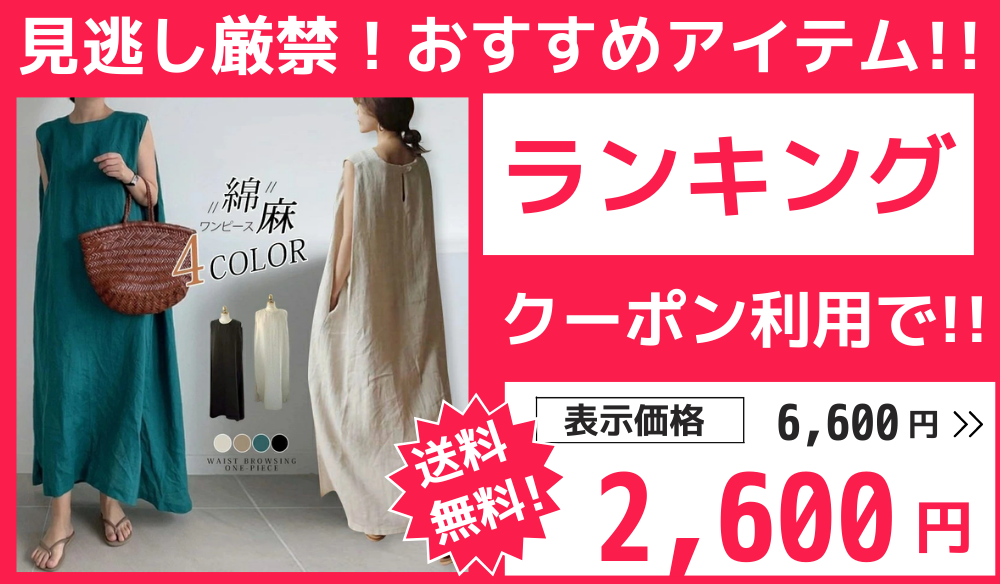 見逃し厳禁！おすすめアイテム!!
ランキング
綿麻
ワンピース
4 COLOR
WAIST BROWSING
ONE-PIECE
クーポン利用で!!
表示価格 6,600円 >>
送料
無料!
2,600円